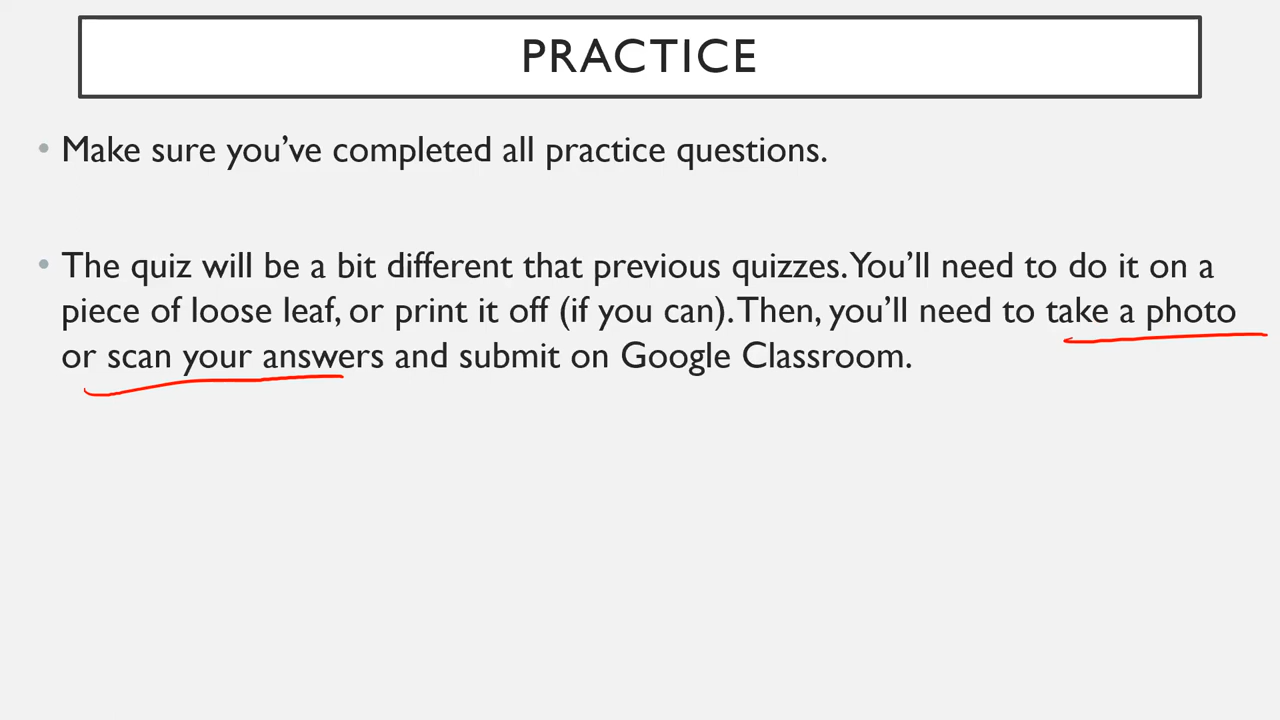 PRACTICE
• Make sure you’ve completed all practice questions.
• The quiz will be a bit different that previous quizzes. You’ll need to do it on a
piece of loose leaf, or print it off (if you can). Then, you’ll need to take a photo
or scan your answers and submit on Google Classroom.